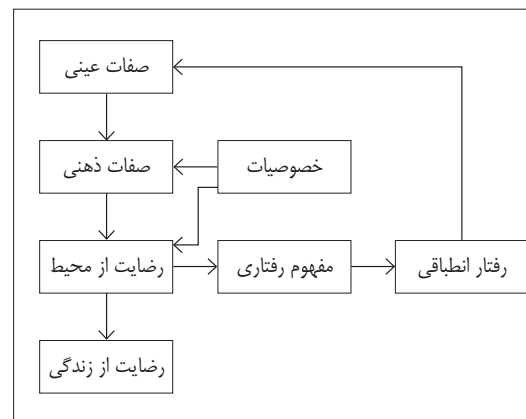 صفات عینی
صفات ذهنی
خصوصیات
رضایت از محیط
مفهوم رفتاری
رفتار انطباقی
رضایت از زندگی